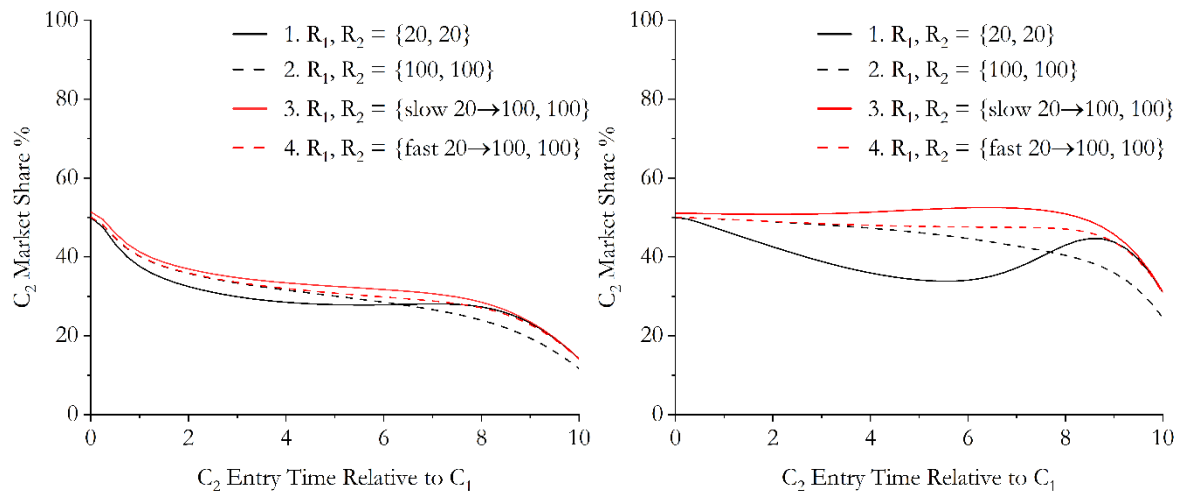 100
80
60
40
20
0
C₂ Market Share %
1. R₁, R₂ = {20, 20}
2. R₁, R₂ = {100, 100}
3. R₁, R₂ = {slow 20→100, 100}
4. R₁, R₂ = {fast 20→100, 100}
0 2 4 6 8 10
C₂ Entry Time Relative to C₁
100
80
60
40
20
0
C₂ Market Share %
1. R₁, R₂ = {20, 20}
2. R₁, R₂ = {100, 100}
3. R₁, R₂ = {slow 20→100, 100}
4. R₁, R₂ = {fast 20→100, 100}
0 2 4 6 8 10
C₂ Entry Time Relative to C₁